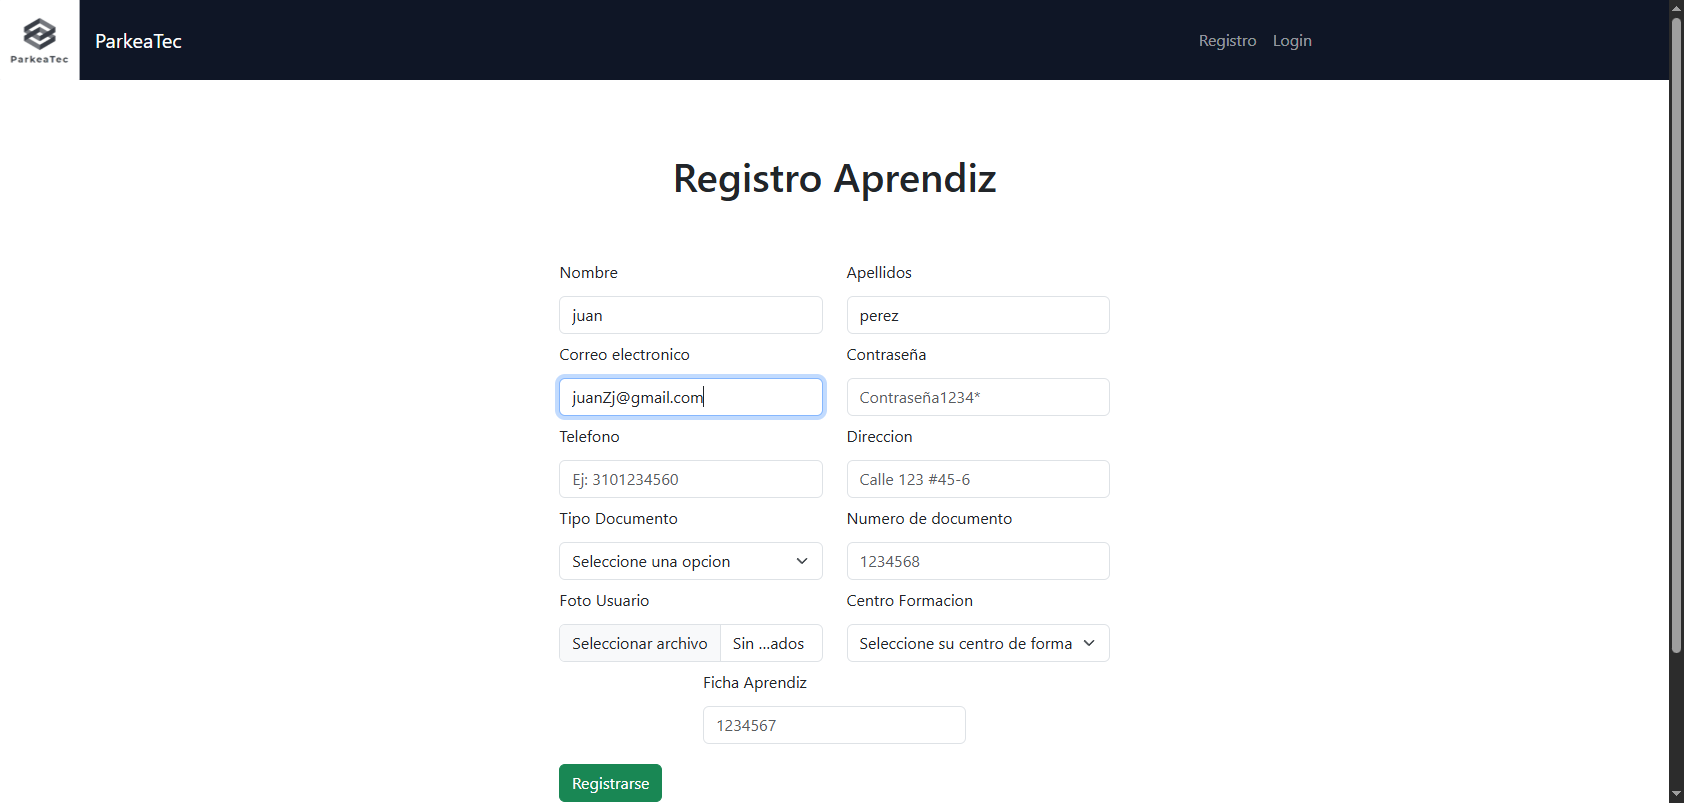 ParkeaTec
ParkeaTec
Registro Login
Registro Aprendiz
Nombre Apellidos
juan perez
Correo electronico Contraseña
juanZj@gmail.com Contraseña1234*
Telefono Direccion
Ej: 3101234560 Calle 123 #45-6
Tipo Documento Numero de documento
Seleccione una opcion 1234568
Foto Usuario Centro Formacion
Seleccionar archivo Sin ...ados Seleccione su centro de forma
Ficha Aprendiz
1234567
Registrarse